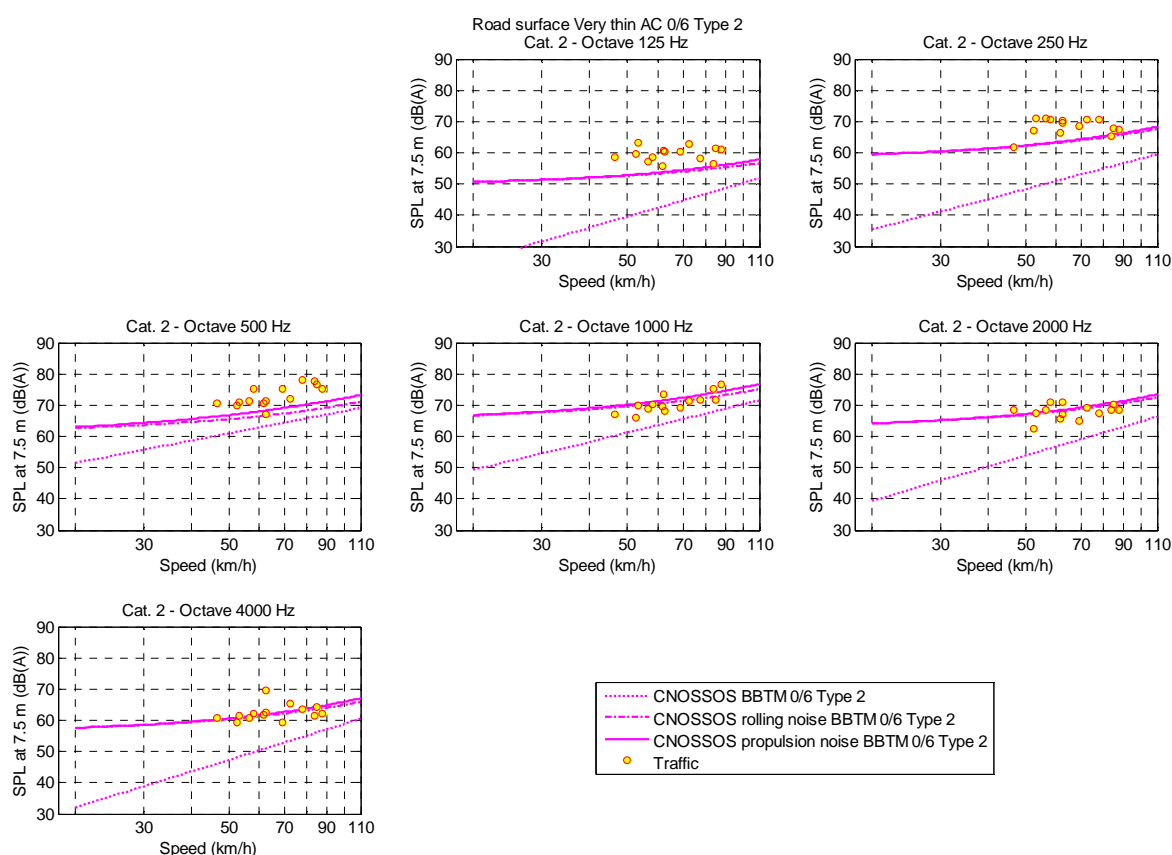 Road surface Very thin AC 0/6 Type 2
Cat. 2 - Octave 125 Hz
90
80
70
60
50
40
30
SPL at 7.5 m (dB(A))
30 50 70 90 110
Speed (km/h)
Cat. 2 - Octave 250 Hz
90
80
70
60
50
40
30
SPL at 7.5 m (dB(A))
30 50 70 90 110
Speed (km/h)
Cat. 2 - Octave 500 Hz
90
80
70
60
50
40
30
SPL at 7.5 m (dB(A))
30 50 70 90 110
Speed (km/h)
Cat. 2 - Octave 1000 Hz
90
80
70
60
50
40
30
SPL at 7.5 m (dB(A))
30 50 70 90 110
Speed (km/h)
Cat. 2 - Octave 2000 Hz
90
80
70
60
50
40
30
SPL at 7.5 m (dB(A))
30 50 70 90 110
Speed (km/h)
Cat. 2 - Octave 4000 Hz
90
80
70
60
50
40
30
SPL at 7.5 m (dB(A))
30 50 70 90 110
Speed (km/h)
CNOSSOS BBTM 0/6 Type 2
CNOSSOS rolling noise BBTM 0/6 Type 2
CNOSSOS propulsion noise BBTM 0/6 Type 2
Traffic